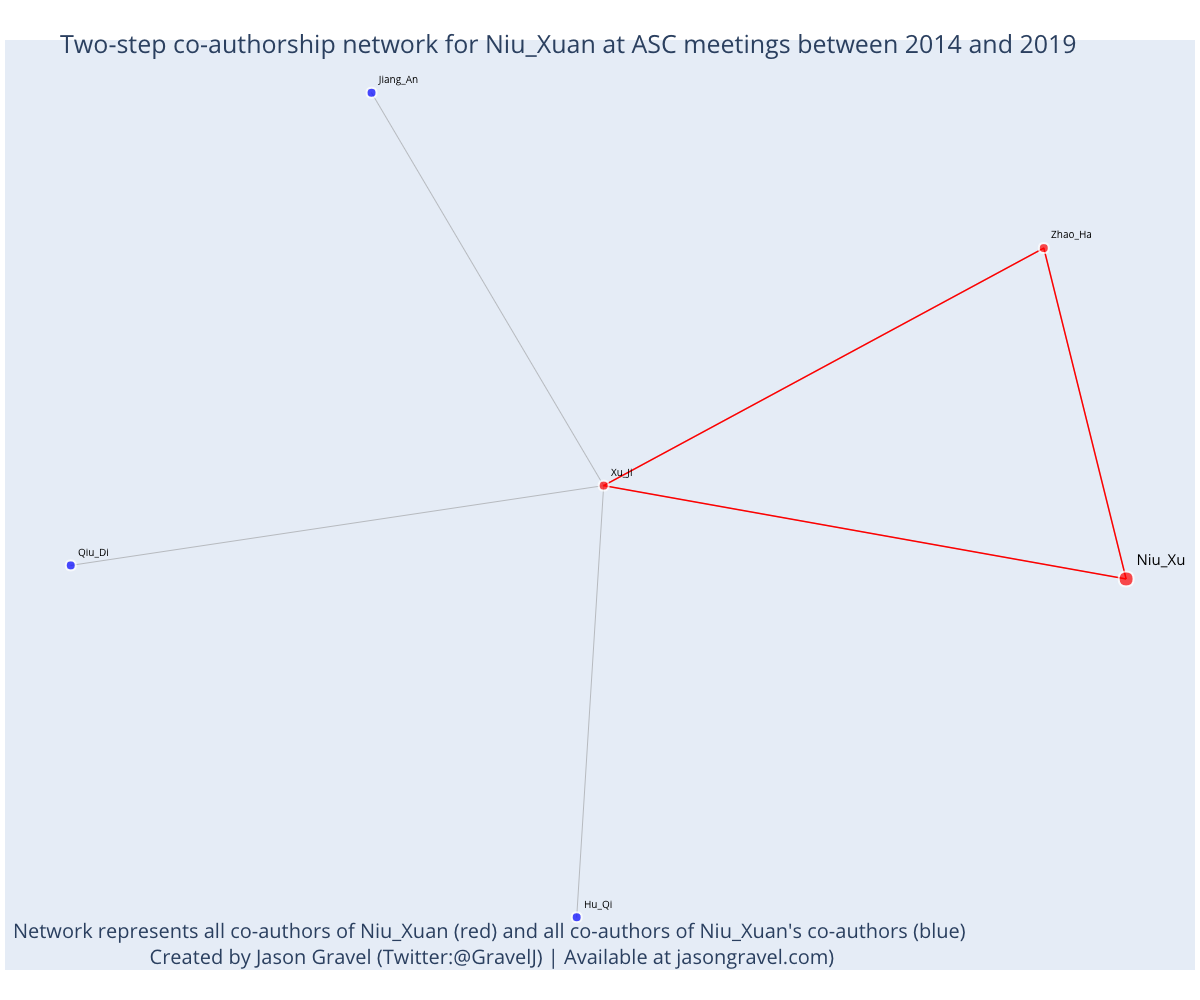 Two-step co-authorship network for Niu_Xuan at ASC meetings between 2014 and 2019
Jiang_An
Zhao_Ha
Xu_Ji
Qiu_Di
Niu_Xu
Hu_Qi
Network represents all co-authors of Niu_Xuan (red) and all co-authors of Niu_Xuan's co-authors (blue)
Created by Jason Gravel (Twitter:@GravelJ) | Available at jasongravel.com)